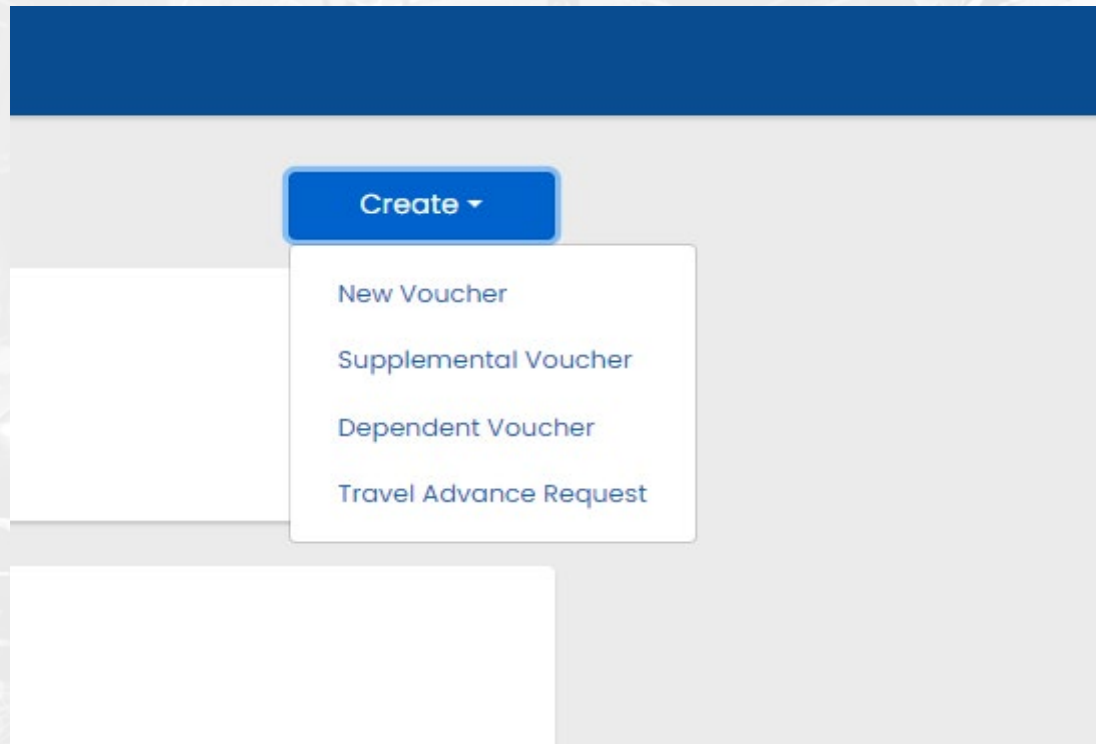 Create
New Voucher
Supplemental Voucher
Dependent Voucher
Travel Advance Request